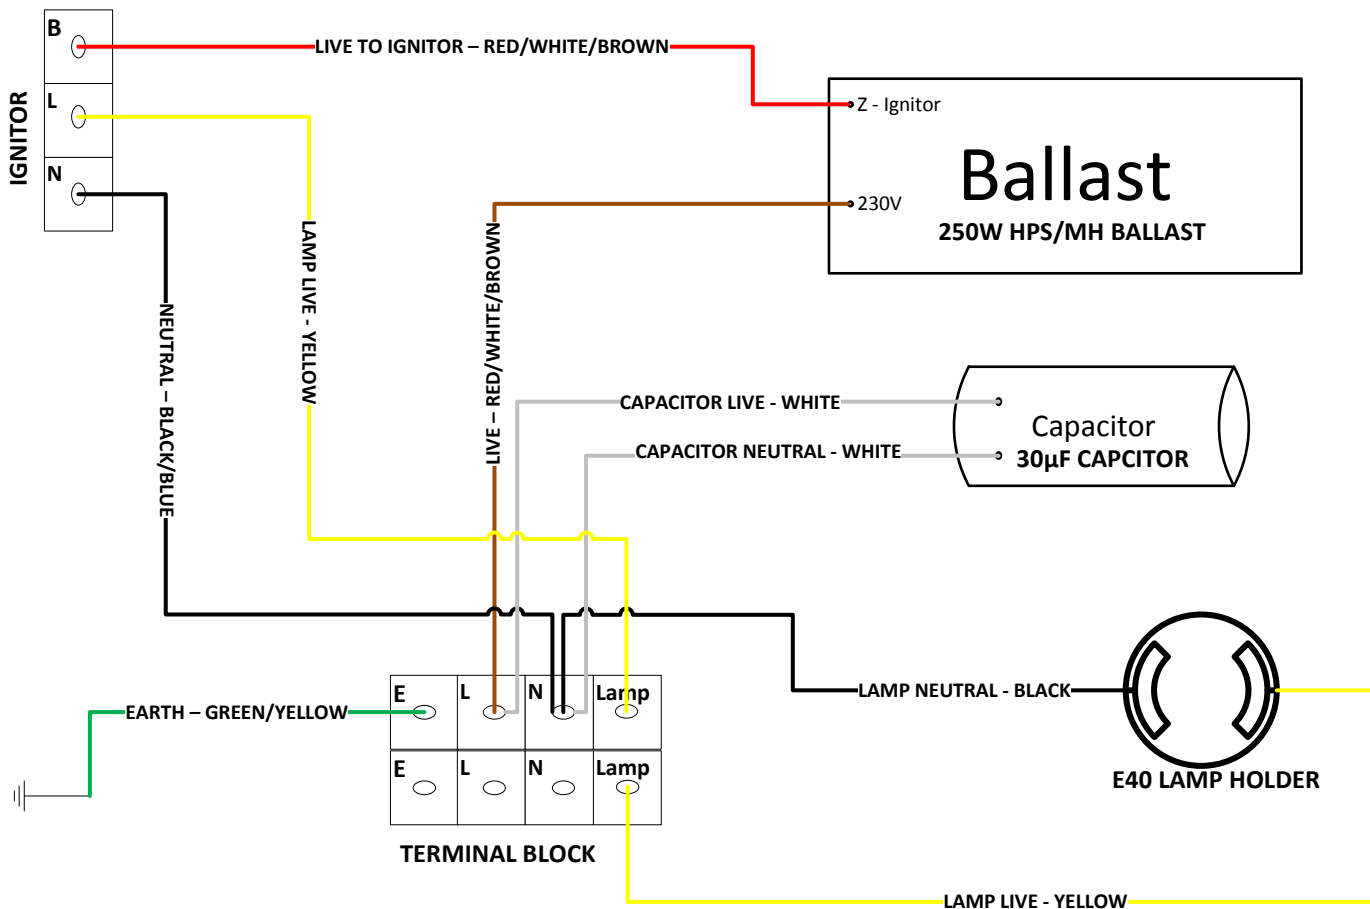 B
LIVE TO IGNITOR – RED/WHITE/BROWN
L
N
IGNITOR
Z - Ignitor
Ballast
230V
250W HPS/MH BALLAST
LAMP LIVE - YELLOW
LIVE – RED/WHITE/BROWN
NEUTRAL – BLACK/BLUE
CAPACITOR LIVE - WHITE
CAPACITOR NEUTRAL - WHITE
Capacitor
30µF CAPCITOR
E
L
N
Lamp
LAMP NEUTRAL - BLACK
EARTH – GREEN/YELLOW
E
L
N
Lamp
E40 LAMP HOLDER
TERMINAL BLOCK
LAMP LIVE - YELLOW